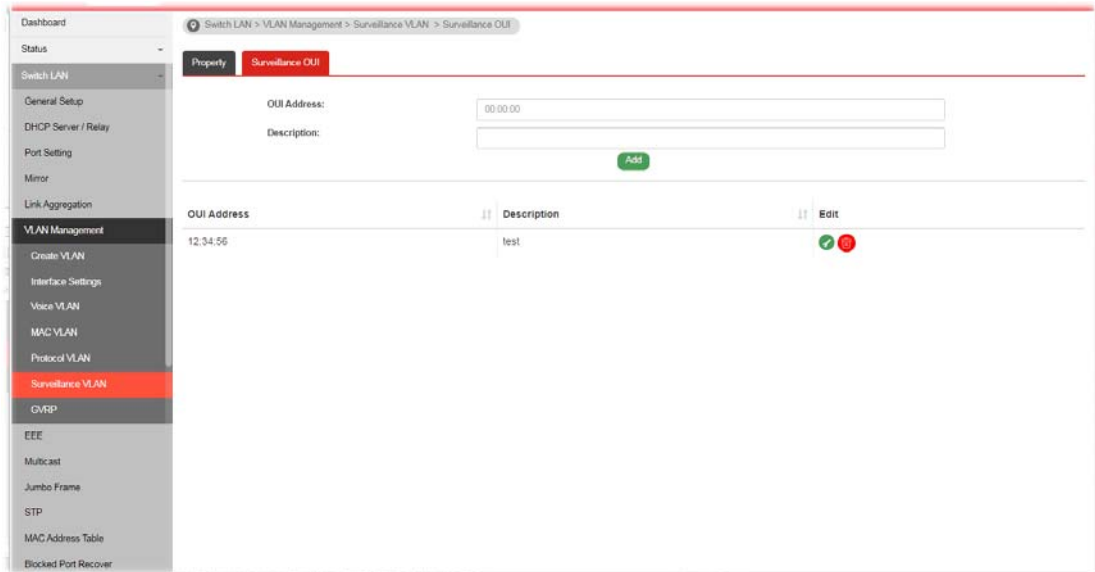 Dashboard
Status
Switch LAN
General Setup
DHCP Server / Relay
Port Setting
Mirror
Link Aggregation
VLAN Management
Create VLAN
Interface Settings
Voice VLAN
MAC VLAN
Protocol VLAN
Surveillance VLAN
GVRP
EEE
Multicast
Jumbo Frame
STP
MAC Address Table
Blocked Port Recover
Switch LAN > VLAN Management > Surveillance VLAN > Surveillance OUI
Property Surveillance OUI
OUI Address: 00:00:00
Description:
Add
OUI Address Description Edit
12:34:56 test